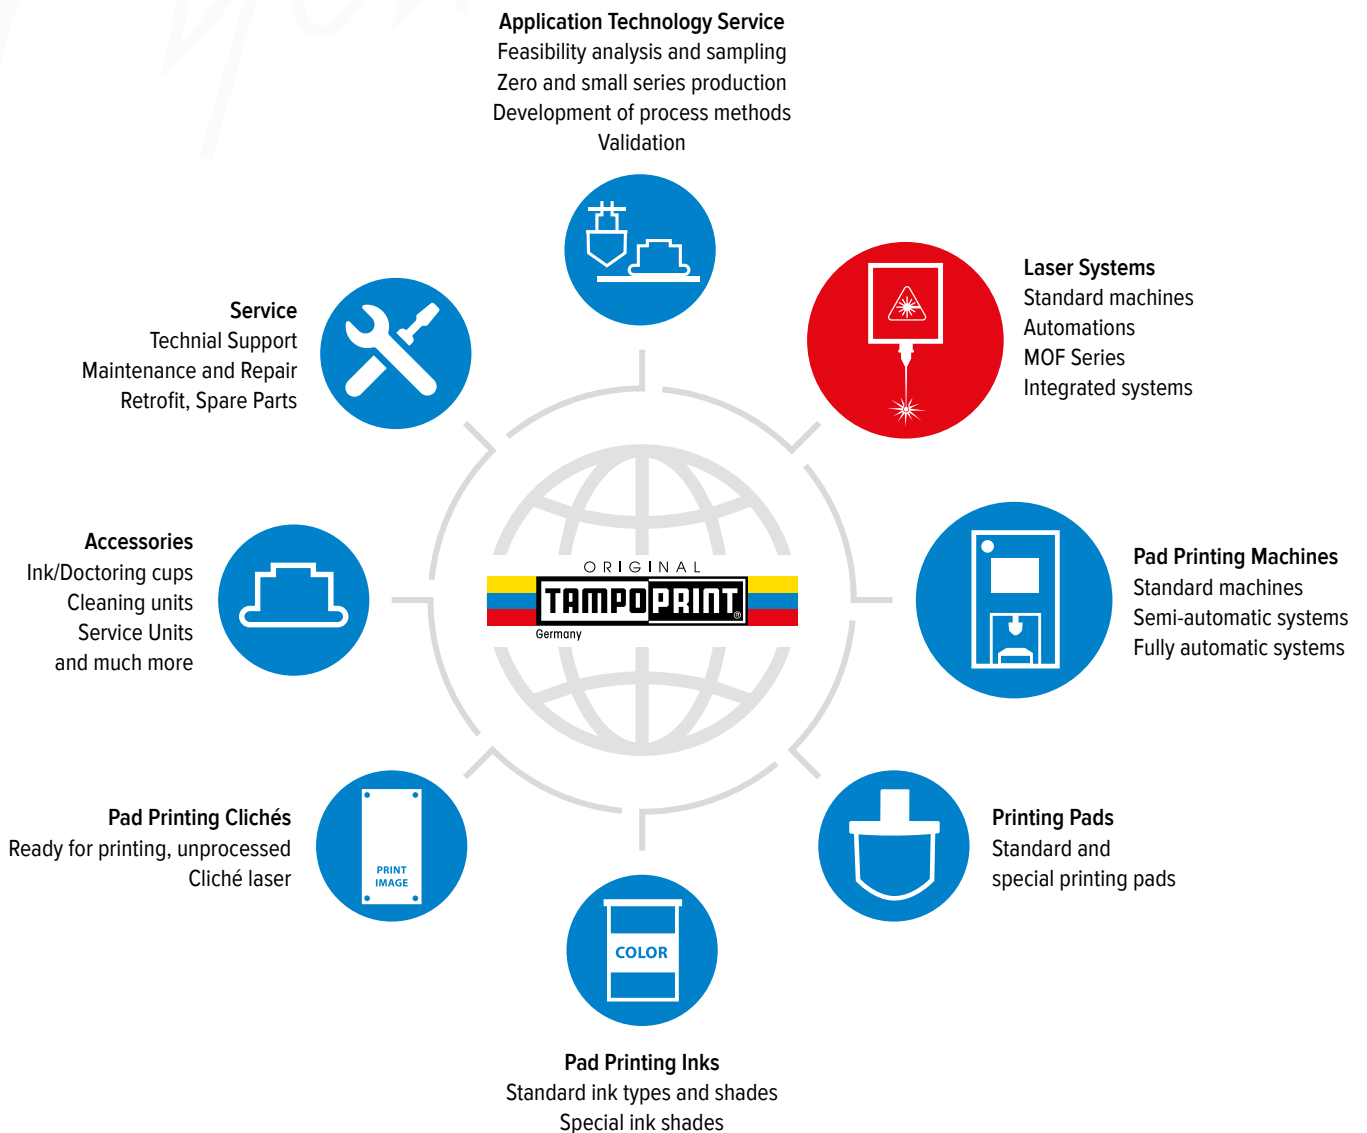 Application Technology Service
Feasibility analysis and sampling
Zero and small series production
Development of process methods
Validation
Laser Systems
Standard machines
Automations
MOF Series
Integrated systems
Service
Technial Support
Maintenance and Repair
Retrofit, Spare Parts
Accessories
Ink/Doctoring cups
Cleaning units
Service Units
and much more
ORIGINAL
TAMPOPRINT®
Germany
Pad Printing Machines
Standard machines
Semi-automatic systems
Fully automatic systems
Pad Printing Clichés
Ready for printing, unprocessed
Cliché laser
PRINT
IMAGE
Printing Pads
Standard and
special printing pads
COLOR
Pad Printing Inks
Standard ink types and shades
Special ink shades